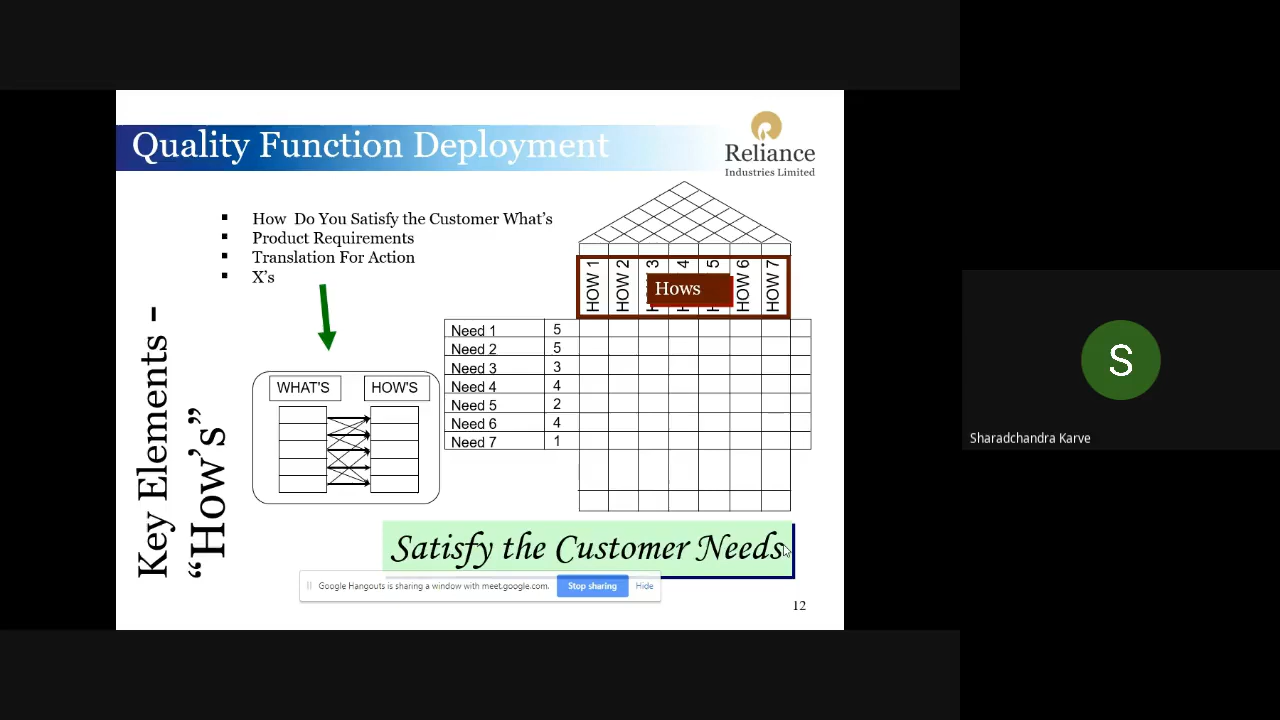 Quality Function Deployment
Reliance
Industries Limited
Key Elements –
“How’s”
▪ How Do You Satisfy the Customer What’s
▪ Product Requirements
▪ Translation For Action
▪ X’s
WHAT'S HOW'S
HOW 1 HOW 2 3 4 5 HOW 6 HOW 7
Hows
Need 1 5
Need 2 5
Need 3 3
Need 4 4
Need 5 2
Need 6 4
Need 7 1
Satisfy the Customer Needs
Google Hangouts is sharing a window with meet.google.com. Stop sharing Hide
12
S
Sharadchandra Karve